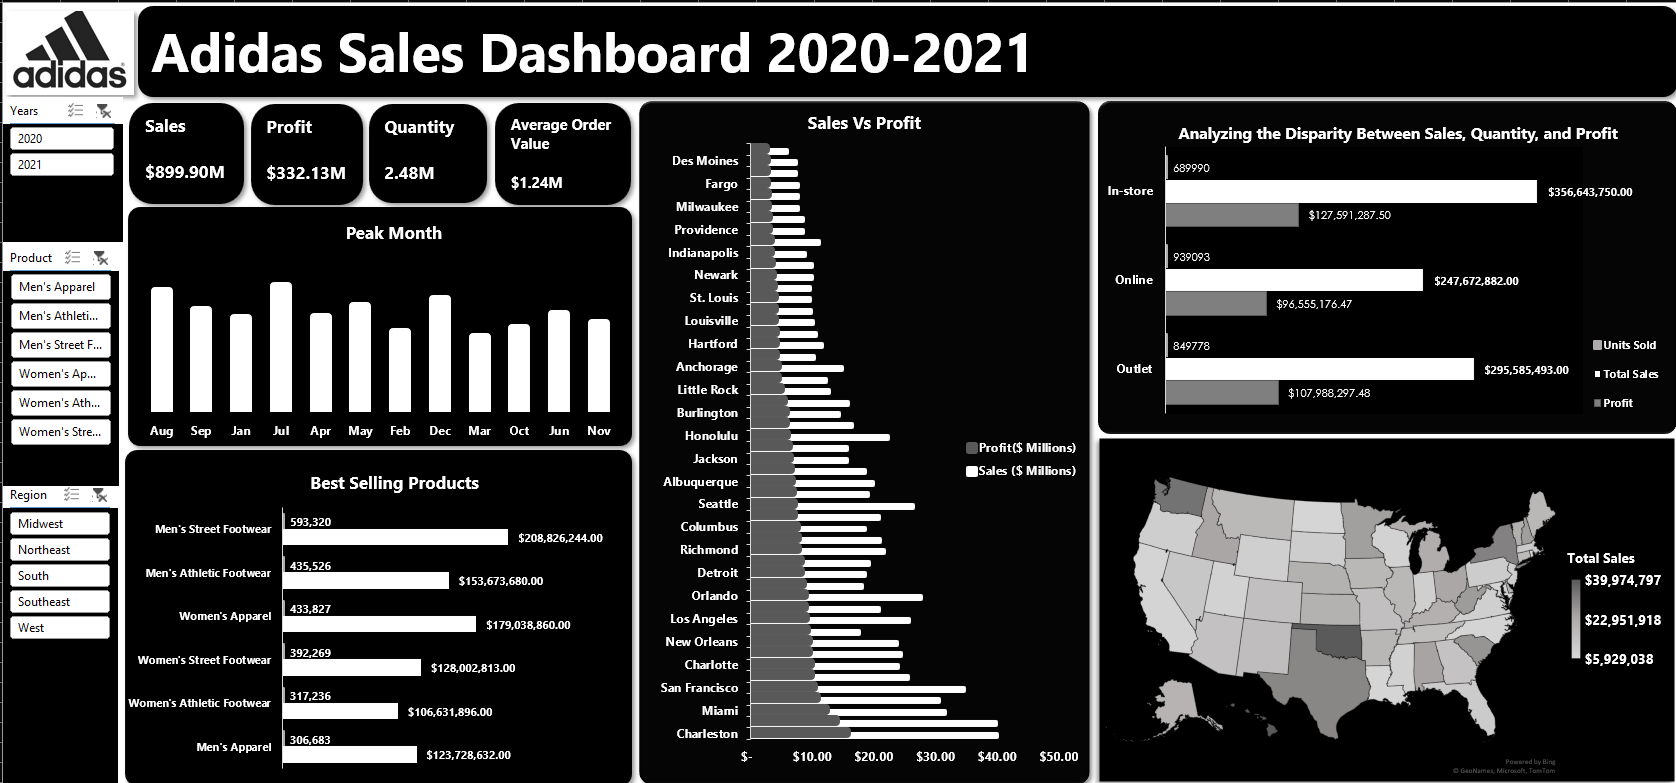 adidas
Adidas Sales Dashboard 2020-2021
Years
2020
2021
Product
Men's Apparel
Men's Athleti...
Men's Street F...
Women's Ap...
Women's Ath...
Women's Stre...
Region
Midwest
Northeast
South
Southeast
West
Sales
$899.90M
Profit
$332.13M
Quantity
2.48M
Average Order
Value
$1.24M
Peak Month
Aug Sep Jan Jul Apr May Feb Dec Mar Oct Jun Nov
Best Selling Products
Men's Street Footwear
593,320
$208,826,244.00
Men's Athletic Footwear
435,526
$153,673,680.00
Women's Apparel
433,827
$179,038,860.00
Women's Street Footwear
392,269
$128,002,813.00
Women's Athletic Footwear
317,236
$106,631,896.00
Men's Apparel
306,683
$123,728,632.00
Sales Vs Profit
Des Moines
Fargo
Milwaukee
Providence
Indianapolis
Newark
St. Louis
Louisville
Hartford
Anchorage
Little Rock
Burlington
Honolulu
Jackson
Albuquerque
Seattle
Columbus
Richmond
Detroit
Orlando
Los Angeles
New Orleans
Charlotte
San Francisco
Miami
Charleston
$- $10.00 $20.00 $30.00 $40.00 $50.00
Profit($ Millions)
Sales ($ Millions)
Analyzing the Disparity Between Sales, Quantity, and Profit
In-store
689990
$356,643,750.00
$127,591,287.50
Online
939093
$247,672,882.00
$96,555,176.47
Outlet
849778
$295,585,493.00
$107,988,297.48
Units Sold
Total Sales
Profit
Total Sales
$39,974,797
$22,951,918
$5,929,038
Powered by Bing
© GeoNames, Microsoft, TomTom